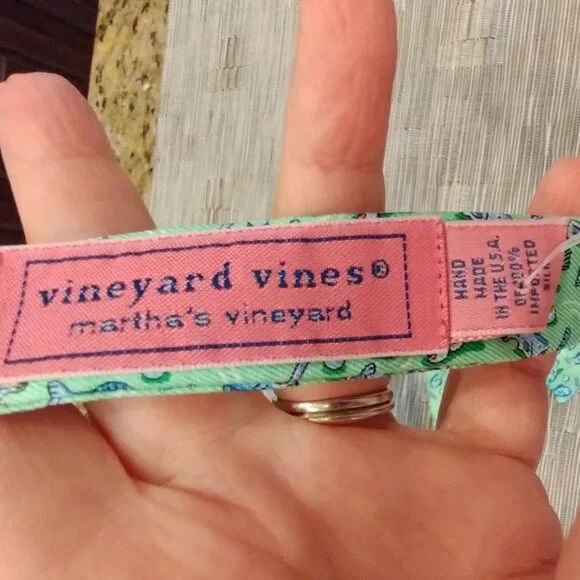 vineyard vines®
martha's vineyard
HAND
MADE
IN THE U.S.A.
OF 100%
IMPORTED
SILK